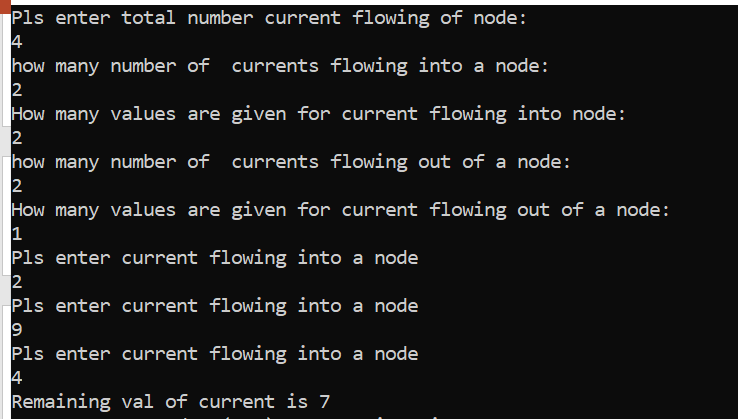 Pls enter total number current flowing of node:
4
how many number of  currents flowing into a node:
2
How many values are given for current flowing into node:
2
how many number of  currents flowing out of a node:
2
How many values are given for current flowing out of a node:
1
Pls enter current flowing into a node
2
Pls enter current flowing into a node
9
Pls enter current flowing into a node
4
Remaining val of current is 7